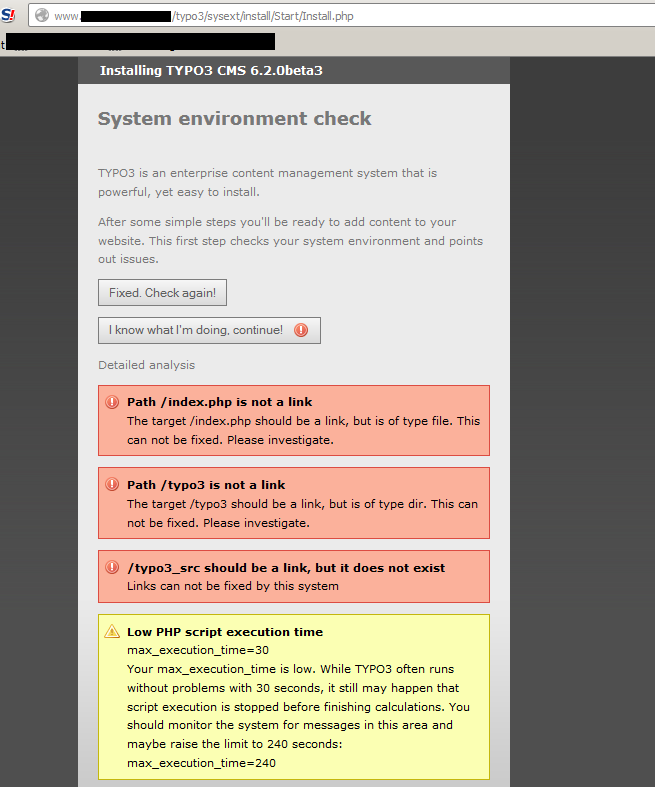 S!
www. /typo3/sysext/install/Start/Install.php
t
Installing TYPO3 CMS 6.2.0beta3
System environment check
TYPO3 is an enterprise content management system that is
powerful, yet easy to install.
After some simple steps you'll be ready to add content to your
website. This first step checks your system environment and points
out issues.
Fixed. Check again!
I know what I'm doing, continue!
Detailed analysis
Path /index.php is not a link
The target /index.php should be a link, but is of type file. This
can not be fixed. Please investigate.
Path /typo3 is not a link
The target /typo3 should be a link, but is of type dir. This can
not be fixed. Please investigate.
/typo3_src should be a link, but it does not exist
Links can not be fixed by this system
Low PHP script execution time
max_execution_time=30
Your max_execution_time is low. While TYPO3 often runs
without problems with 30 seconds, it still may happen that
script execution is stopped before finishing calculations. You
should monitor the system for messages in this area and
maybe raise the limit to 240 seconds:
max_execution_time=240